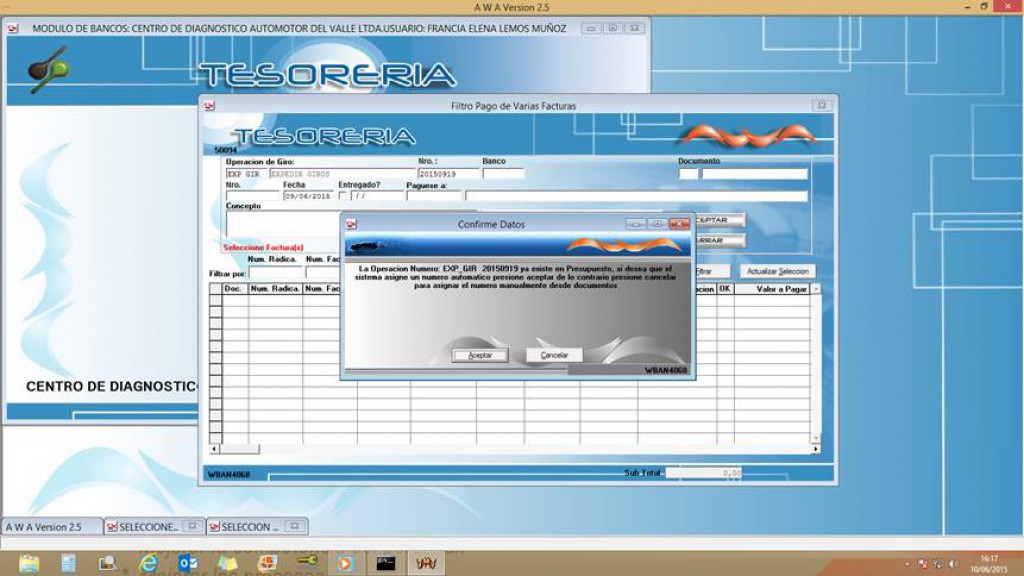 A W A Version 2.5
MODULO DE BANCOS: CENTRO DE DIAGNOSTICO AUTOMOTOR DEL VALLE LTDA.USUARIO: FRANCIA ELENA LEMOS MUÑOZ
TESORERIA
Filtro Pago de Varias Facturas
TESORERIA
50094
Operacion de Giro: Nro. : Banco Documento
EXP GIR EXPEDIR GIROS 20150919
Nro. Fecha Entregado? Paguese a:
09/06/2015 / /
Concepto
Confirme Datos
Seleccione Factura(s)
Num. Radica. Num. Fac
Filtrar por:
Actualizar Seleccion
La Operacion Numero: EXP_GIR 20150919 ya existe en Presupuesto, si desea que el
sistema asigne un numero automatico presione aceptar de lo contrario presione cancelar
para asignar el numero manualmente desde documentos
Doc. Num. Radica. Num. Fac
OK Valor a Pagar
Aceptar Cancelar
WBAN4068
CENTRO DE DIAGNOSTIC
WBAN4068 Sub Total 0,00
A W A Version 2.5 SELECCIONE... SELECCION ...
16:17
10/06/2015